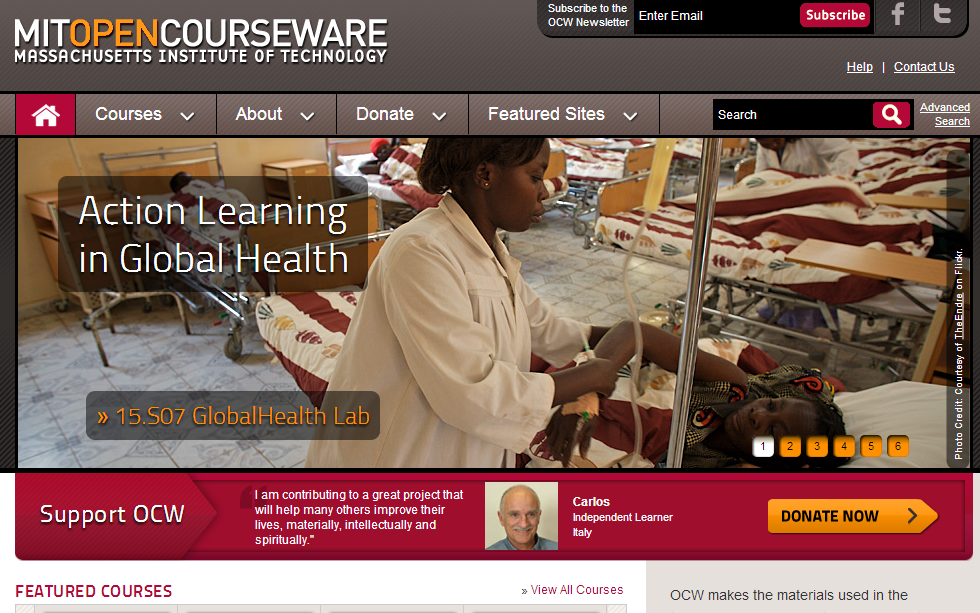 MITOPENCOURSEWARE
MASSACHUSETTS INSTITUTE OF TECHNOLOGY
Subscribe to the
OCW Newsletter
Enter Email
Subscribe
Help | Contact Us
Courses
About
Donate
Featured Sites
Search
Advanced
Search
Action Learning
in Global Health
» 15.S07 GlobalHealth Lab
Photo Credit: Courtesy of TheEndre on Flickr.
1 2 3 4 5 6
Support OCW
"I am contributing to a great project that
will help many others improve their
lives, materially, intellectually and
spiritually."
Carlos
Independent Learner
Italy
DONATE NOW
FEATURED COURSES
» View All Courses
OCW makes the materials used in the